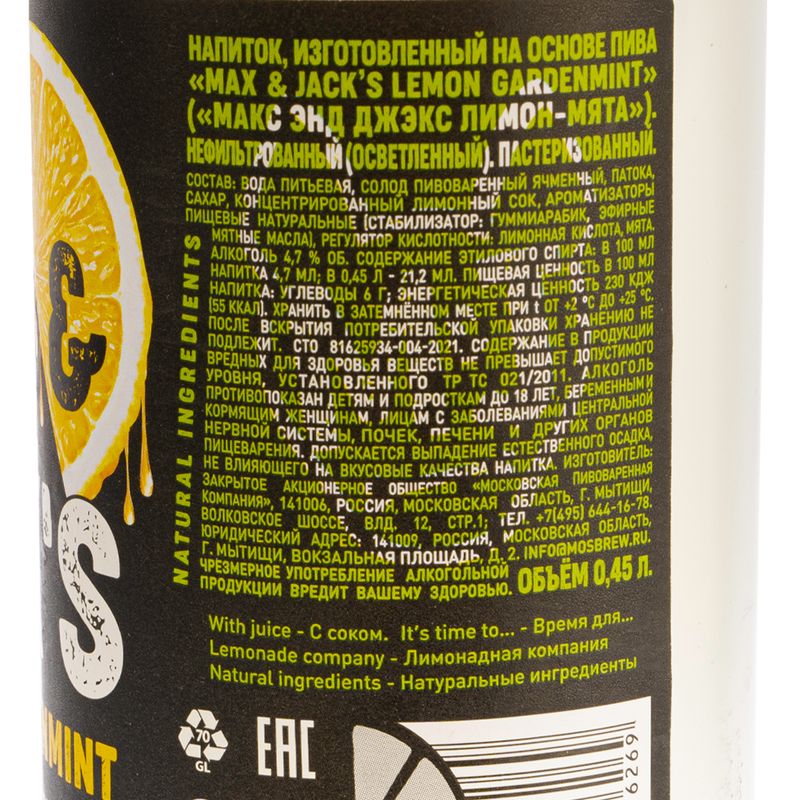 НАПИТОК, ИЗГОТОВЛЕННЫЙ НА ОСНОВЕ ПИВА
«MAX & JACK'S LEMON GARDENMINT»
(«МАКС ЭНД ДЖЭКС ЛИМОН-МЯТА»).
НЕФИЛЬТРОВАННЫЙ (ОСВЕТЛЕННЫЙ). ПАСТЕРИЗОВАННЫЙ.
СОСТАВ: ВОДА ПИТЬЕВАЯ, СОЛОД ПИВОВАРЕННЫЙ ЯЧМЕННЫЙ, ПАТОКА,
САХАР, КОНЦЕНТРИРОВАННЫЙ ЛИМОННЫЙ СОК, АРОМАТИЗАТОРЫ
ПИЩЕВЫЕ НАТУРАЛЬНЫЕ (СТАБИЛИЗАТОР: ГУММИАРАБИК, ЭФИРНЫЕ
МЯТНЫЕ МАСЛА), РЕГУЛЯТОР КИСЛОТНОСТИ: ЛИМОННАЯ КИСЛОТА, МЯТА.
АЛКОГОЛЬ 4,7 % ОБ. СОДЕРЖАНИЕ ЭТИЛОВОГО СПИРТА: В 100 МЛ
НАПИТКА 4,7 МЛ; В 0,45 Л - 21,2 МЛ. ПИЩЕВАЯ ЦЕННОСТЬ В 100 МЛ
НАПИТКА: УГЛЕВОДЫ 6 Г; ЭНЕРГЕТИЧЕСКАЯ ЦЕННОСТЬ 230 КДЖ
(55 ККАЛ). ХРАНИТЬ В ЗАТЕМНЁННОМ МЕСТЕ ПРИ t ОТ +2 °С ДО +25 °С.
ПОСЛЕ ВСКРЫТИЯ ПОТРЕБИТЕЛЬСКОЙ УПАКОВКИ ХРАНЕНИЮ НЕ
ПОДЛЕЖИТ. СТО 81625934-004-2021. СОДЕРЖАНИЕ В ПРОДУКЦИИ
ВРЕДНЫХ ДЛЯ ЗДОРОВЬЯ ВЕЩЕСТВ НЕ ПРЕВЫШАЕТ ДОПУСТИМОГО
УРОВНЯ, УСТАНОВЛЕННОГО ТР ТС 021/2011. АЛКОГОЛЬ
ПРОТИВОПОКАЗАН ДЕТЯМ И ПОДРОСТКАМ ДО 18 ЛЕТ, БЕРЕМЕННЫМ И
КОРМЯЩИМ ЖЕНЩИНАМ, ЛИЦАМ С ЗАБОЛЕВАНИЯМИ ЦЕНТРАЛЬНОЙ
НЕРВНОЙ СИСТЕМЫ, ПОЧЕК, ПЕЧЕНИ И ДРУГИХ ОРГАНОВ
ПИЩЕВАРЕНИЯ. ДОПУСКАЕТСЯ ВЫПАДЕНИЕ ЕСТЕСТВЕННОГО ОСАДКА,
НЕ ВЛИЯЮЩЕГО НА ВКУСОВЫЕ КАЧЕСТВА НАПИТКА. ИЗГОТОВИТЕЛЬ:
ЗАКРЫТОЕ АКЦИОНЕРНОЕ ОБЩЕСТВО «МОСКОВСКАЯ ПИВОВАРЕННАЯ
КОМПАНИЯ», 141006, РОССИЯ, МОСКОВСКАЯ ОБЛАСТЬ, Г. МЫТИЩИ,
ВОЛКОВСКОЕ ШОССЕ, ВЛД. 12, СТР.1; ТЕЛ. +7(495) 644-16-78.
ЮРИДИЧЕСКИЙ АДРЕС: 141009, РОССИЯ, МОСКОВСКАЯ ОБЛАСТЬ,
Г. МЫТИЩИ, ВОКЗАЛЬНАЯ ПЛОЩАДЬ, Д. 2. INFO@MOSBREW.RU.
ЧРЕЗМЕРНОЕ УПОТРЕБЛЕНИЕ АЛКОГОЛЬНОЙ
ПРОДУКЦИИ ВРЕДИТ ВАШЕМУ ЗДОРОВЬЮ. ОБЪЁМ 0,45 Л.
NATURAL INGREDIENTS
With juice - С соком. It's time to... - Время для...
Lemonade company - Лимонадная компания
Natural ingredients - Натуральные ингредиенты
&
'S
MINT
70
GL
EAC
6269